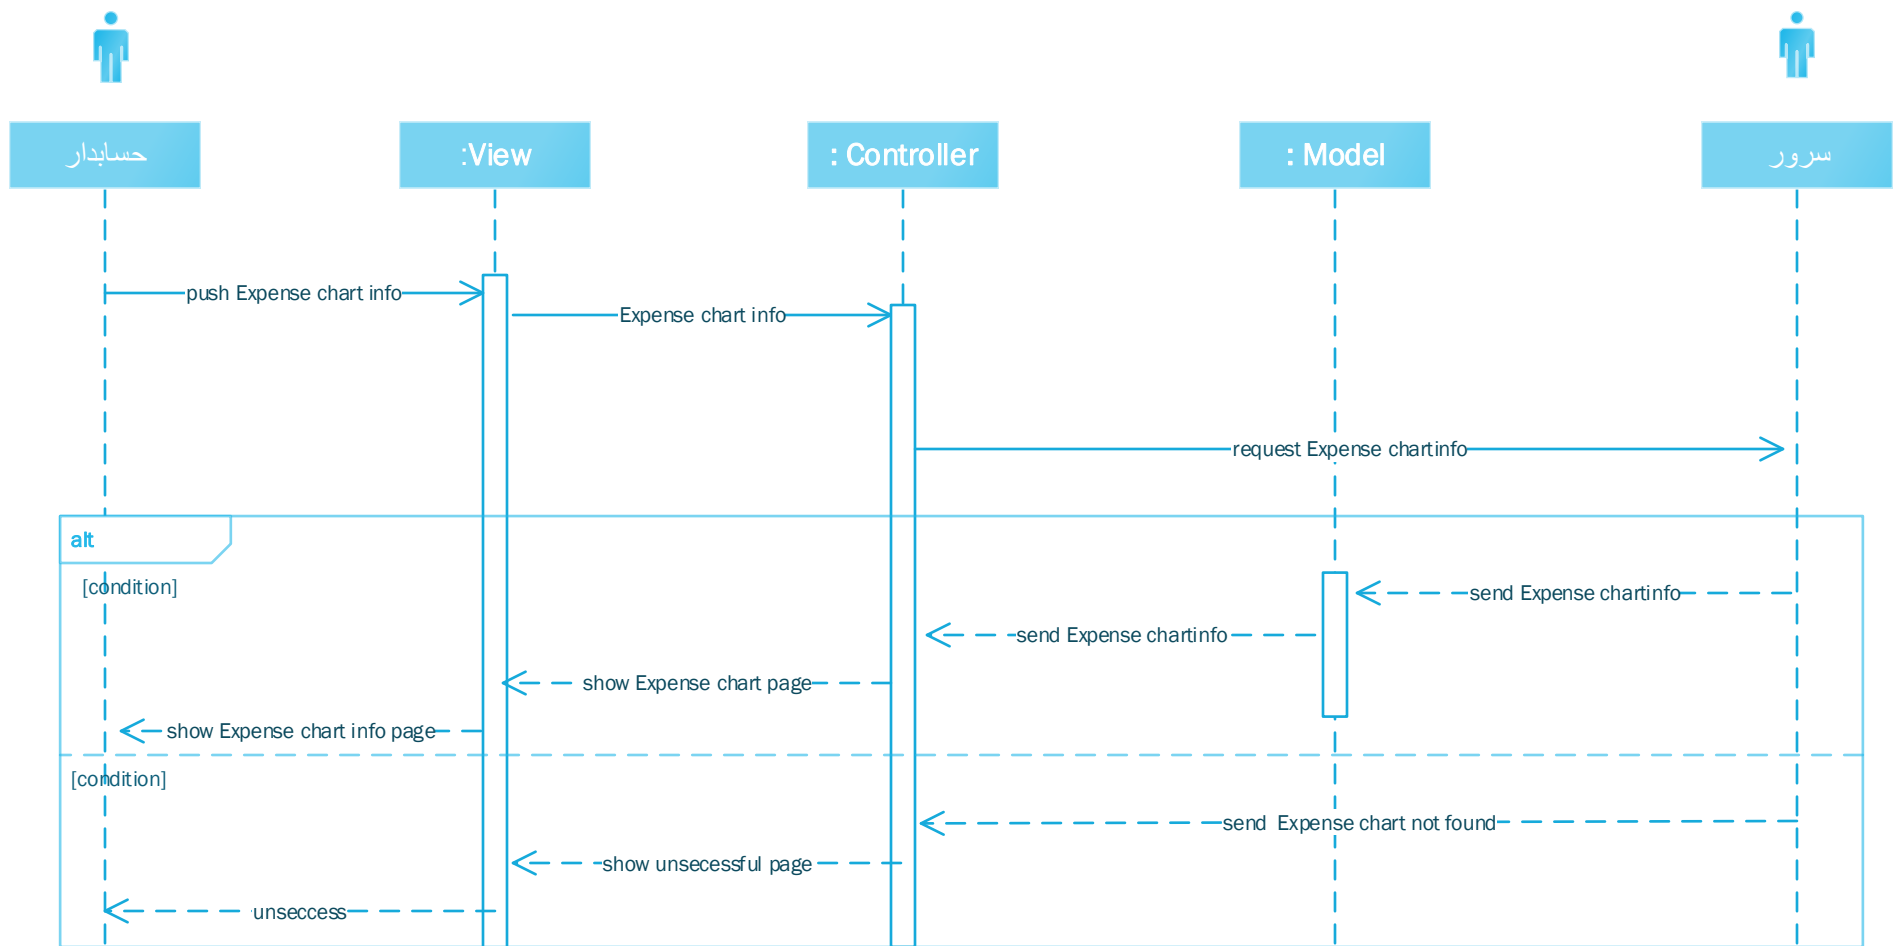 حسابدار
:View
: Controller
: Model
سرور
push Expense chart info
Expense chart info
request Expense chartinfo
alt
[condition]
send Expense chartinfo
send Expense chartinfo
show Expense chart page
show Expense chart info page
[condition]
send Expense chart not found
show unsecessful page
unseccess